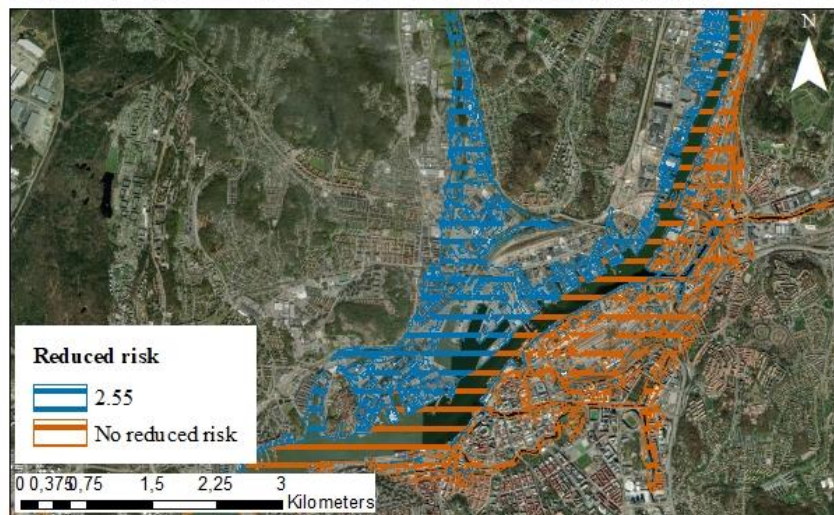 N
Reduced risk
2.55
No reduced risk
0 0,375 0,75 1,5 2,25 3
Kilometers